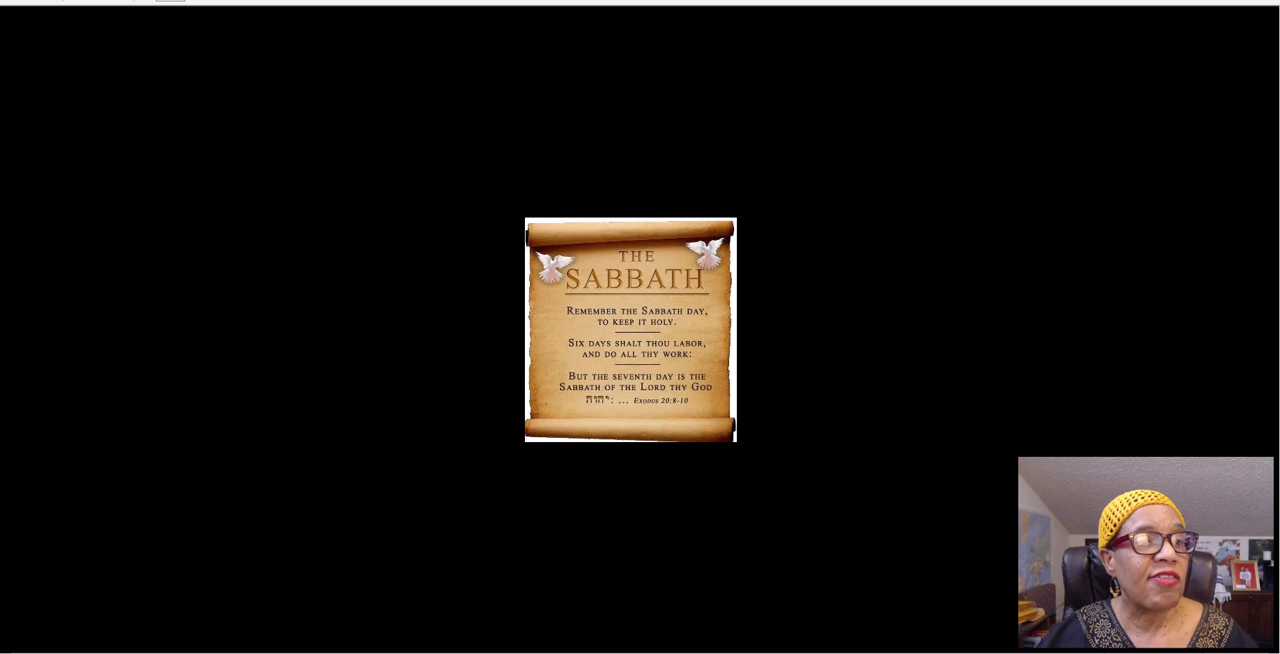 THE
SABBATH
REMEMBER THE SABBATH DAY,
TO KEEP IT HOLY.
SIX DAYS SHALT THOU LABOR,
AND DO ALL THY WORK:
BUT THE SEVENTH DAY IS THE
SABBATH OF THE LORD THY GOD
יהוה: ... EXODUS 20:8-10